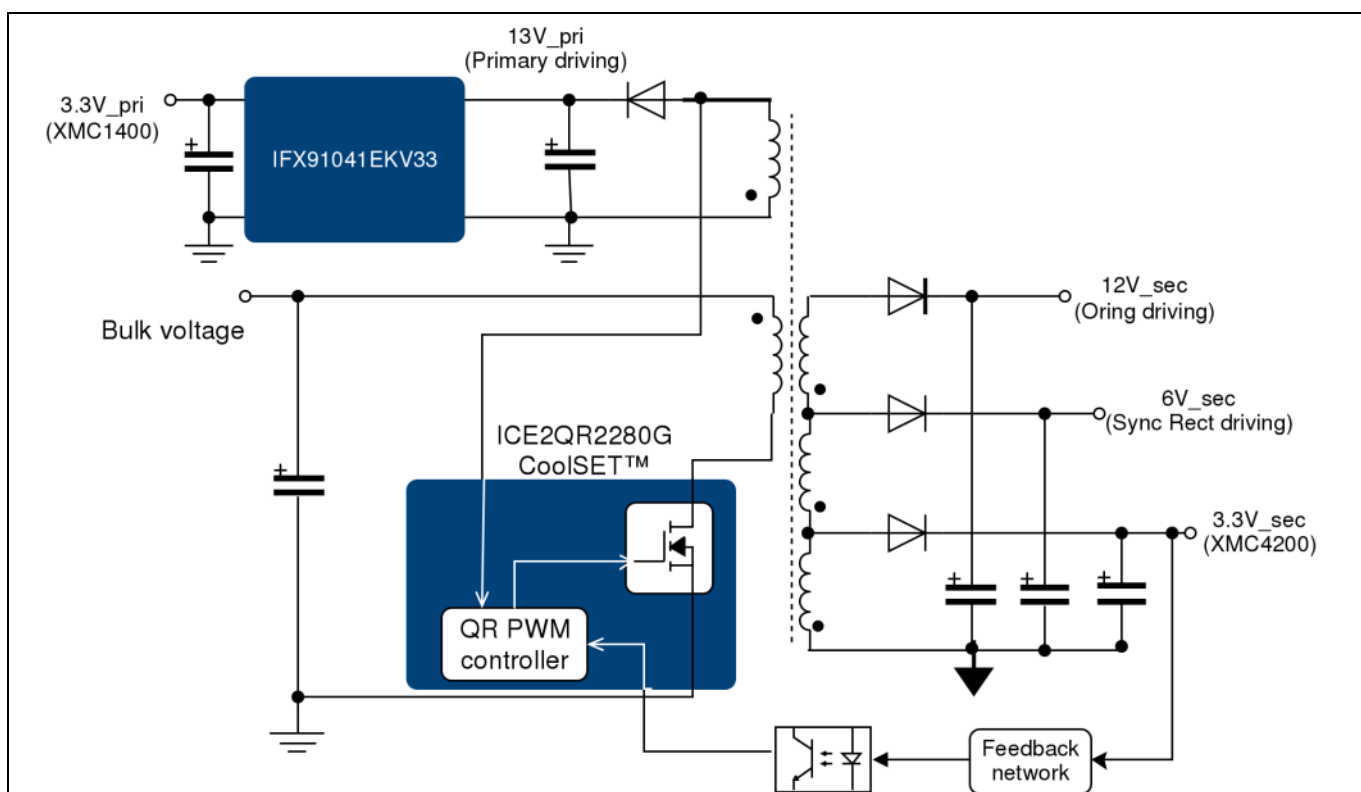 13V_pri
(Primary driving)
3.3V_pri
(XMC1400)
+
+
IFX91041EKV33
Bulk voltage
12V_sec
(Oring driving)
6V_sec
(Sync Rect driving)
ICE2QR2280G
CoolSET™
+
3.3V_sec
(XMC4200)
+
+
+
QR PWM
controller
Feedback
network